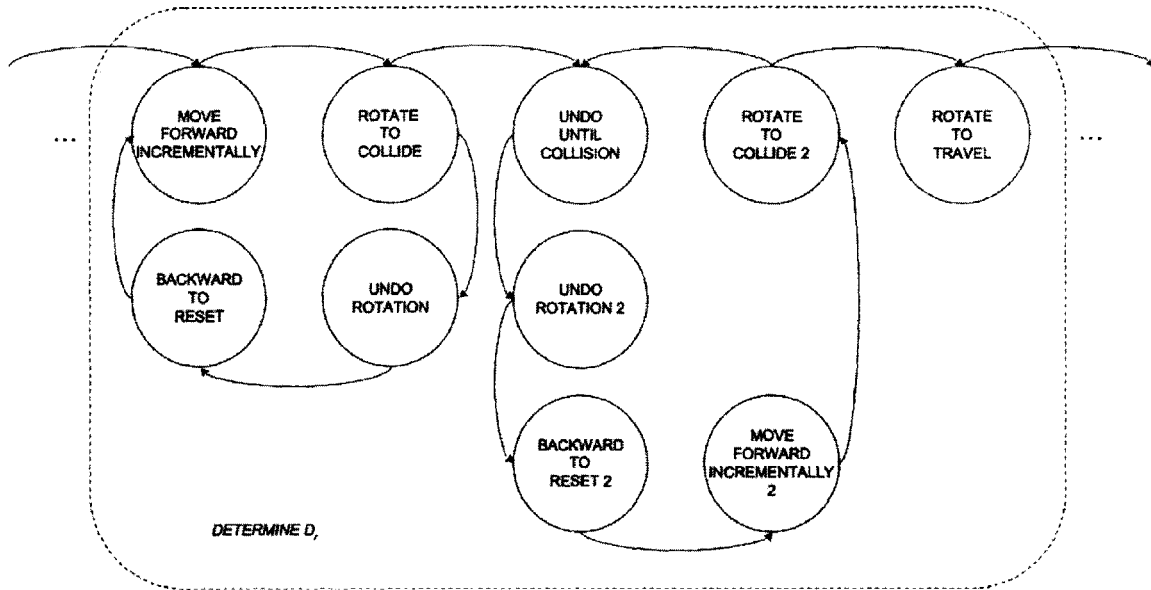 MOVE
FORWARD
INCREMENTALLY
ROTATE
TO
COLLIDE
UNDO
UNTIL
COLLISION
ROTATE
TO
COLLIDE 2
ROTATE
TO
TRAVEL
...
...
BACKWARD
TO
RESET
UNDO
ROTATION
UNDO
ROTATION 2
BACKWARD
TO
RESET 2
MOVE
FORWARD
INCREMENTALLY
2
DETERMINE Dr